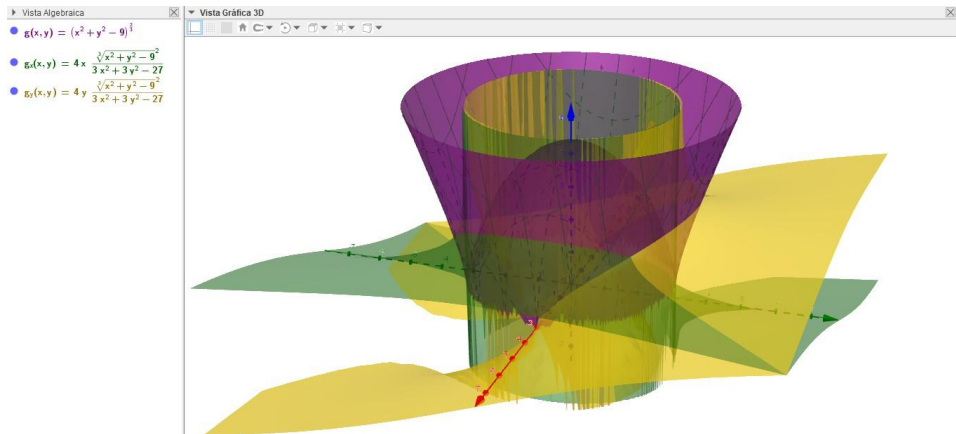 Vista Algebraica
Vista Gráfica 3D
g(x,y) = (x² + y² − 9)^(2/3)
gₓ(x,y) = 4 x ∛(x² + y² − 9)² / (3 x² + 3 y² − 27)
gᵧ(x,y) = 4 y ∛(x² + y² − 9)² / (3 x² + 3 y² − 27)